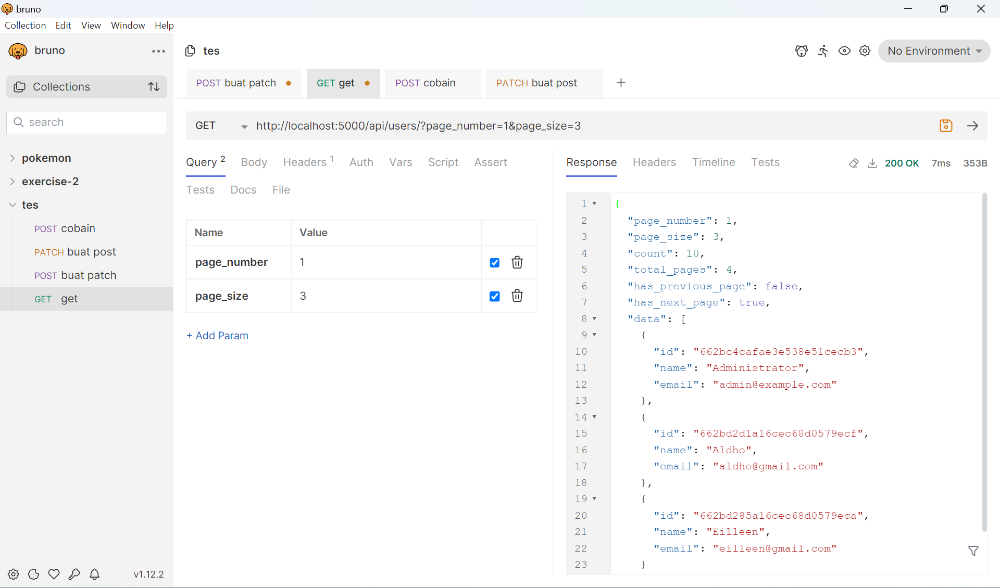 bruno
Collection Edit View Window Help
bruno
tes
No Environment
Collections
POST buat patch
GET get
POST cobain
PATCH buat post
search
GET http://localhost:5000/api/users/?page_number=1&page_size=3
pokemon
exercise-2
tes
POST cobain
PATCH buat post
POST buat patch
GET get
Query 2 Body Headers 1 Auth Vars Script Assert
Tests Docs File
Name Value
page_number 1
page_size 3
+ Add Param
Response Headers Timeline Tests 200 OK 7ms 353B
1 {
2 "page_number": 1,
3 "page_size": 3,
4 "count": 10,
5 "total_pages": 4,
6 "has_previous_page": false,
7 "has_next_page": true,
8 "data": [
9 {
10 "id": "662bc4cafae3e538e51cecb3",
11 "name": "Administrator",
12 "email": "admin@example.com"
13 },
14 {
15 "id": "662bd2d1a16cec68d0579ecf",
16 "name": "Aldho",
17 "email": "aldho@gmail.com"
18 },
19 {
20 "id": "662bd285a16cec68d0579eca",
21 "name": "Eilleen",
22 "email": "eilleen@gmail.com"
23 }
v1.12.2